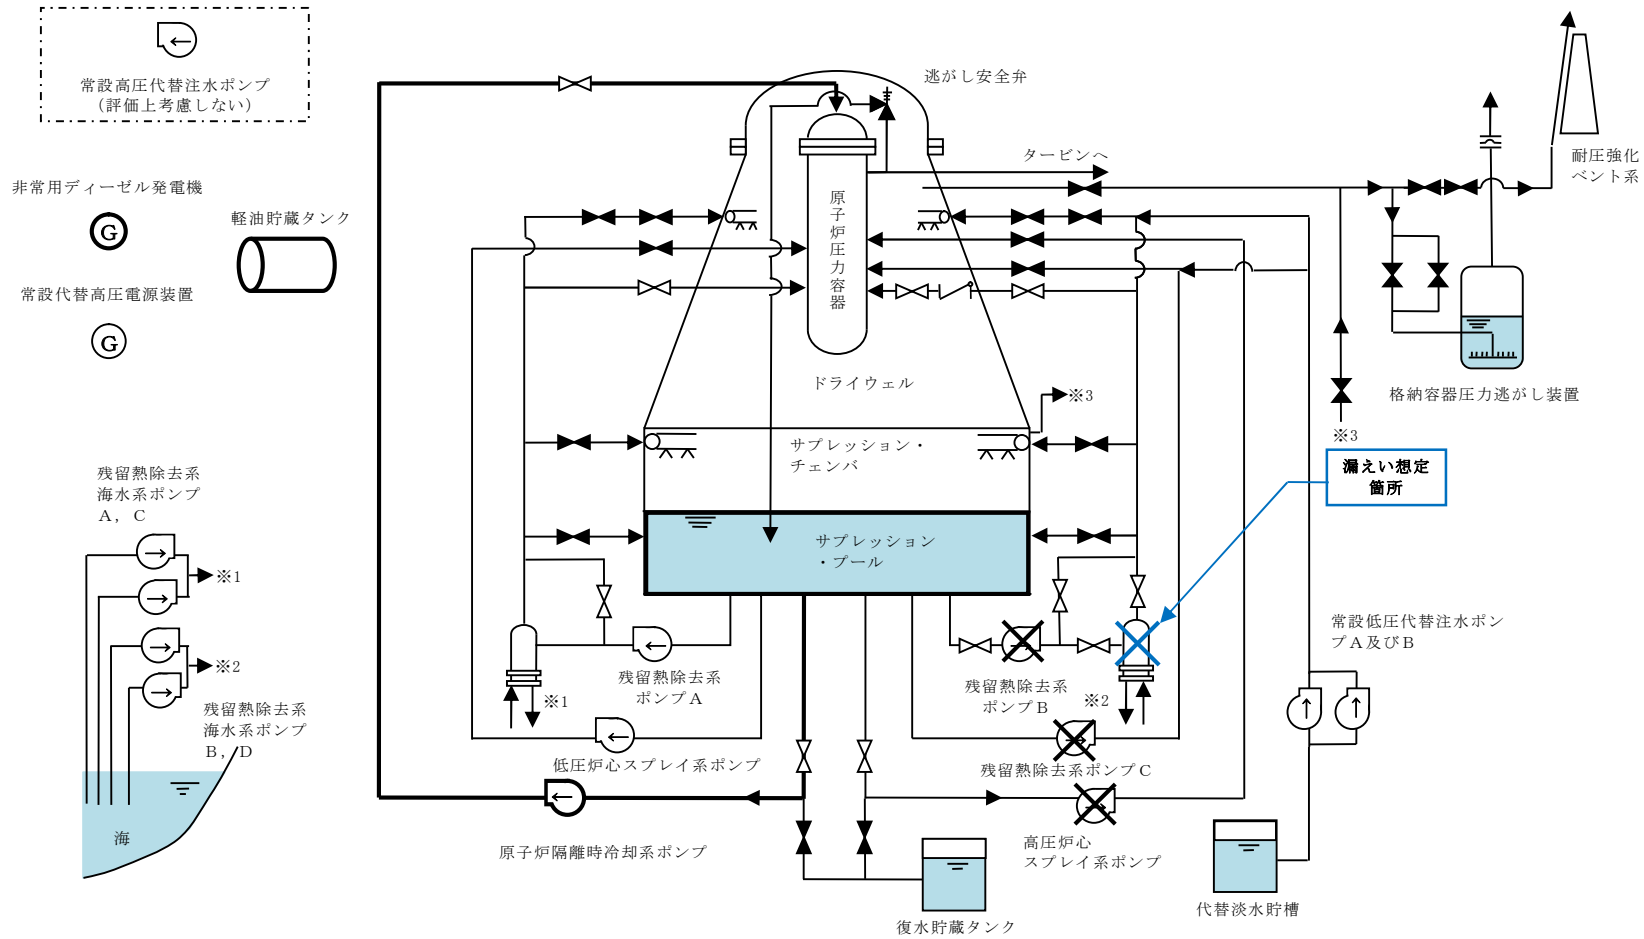 常設高圧代替注水ポンプ
（評価上考慮しない）
非常用ディーゼル発電機
G
軽油貯蔵タンク
常設代替高圧電源装置
G
逃がし安全弁
タービンへ
耐圧強化
ベント系
原子炉圧力容器
ドライウェル
※3
格納容器圧力逃がし装置
※3
サプレッション・
チェンバ
漏えい想定
箇所
サプレッション
・プール
残留熱除去系
海水系ポンプ
A，C
※1
※2
残留熱除去系
海水系ポンプ
B，D
海
残留熱除去系
ポンプA
※1
残留熱除去系
ポンプB
※2
常設低圧代替注水ポン
プA及びB
低圧炉心スプレイ系ポンプ
残留熱除去系ポンプC
原子炉隔離時冷却系ポンプ
高圧炉心
スプレイ系ポンプ
復水貯蔵タンク
代替淡水貯槽